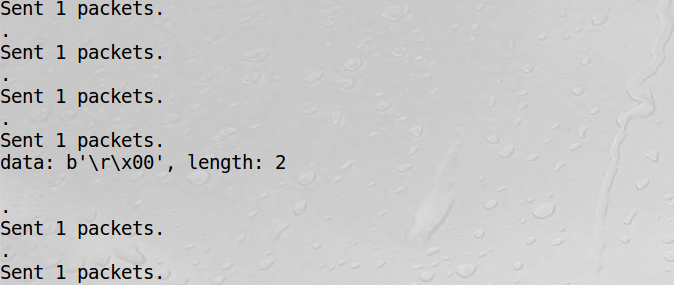 Sent 1 packets.
.
Sent 1 packets.
.
Sent 1 packets.
.
Sent 1 packets.
data: b'\r\x00', length: 2
.
Sent 1 packets.
.
Sent 1 packets.